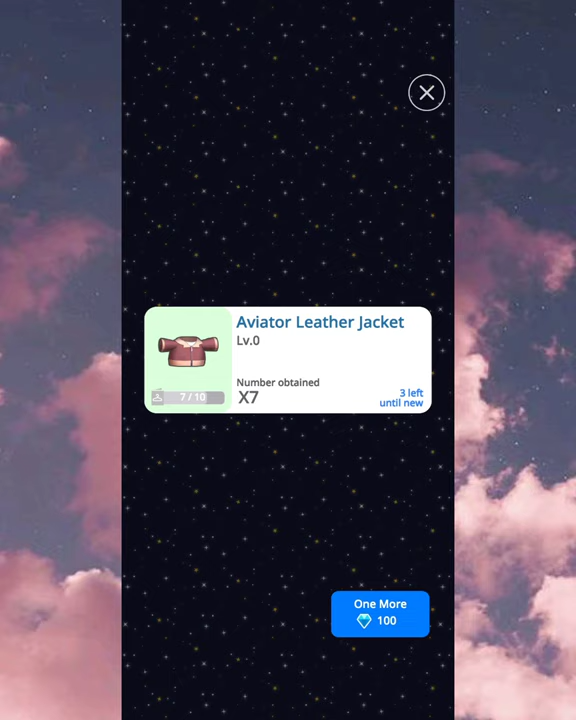 Aviator Leather Jacket
Lv.0
Number obtained
X7
7 / 10
3 left
until new
One More
100